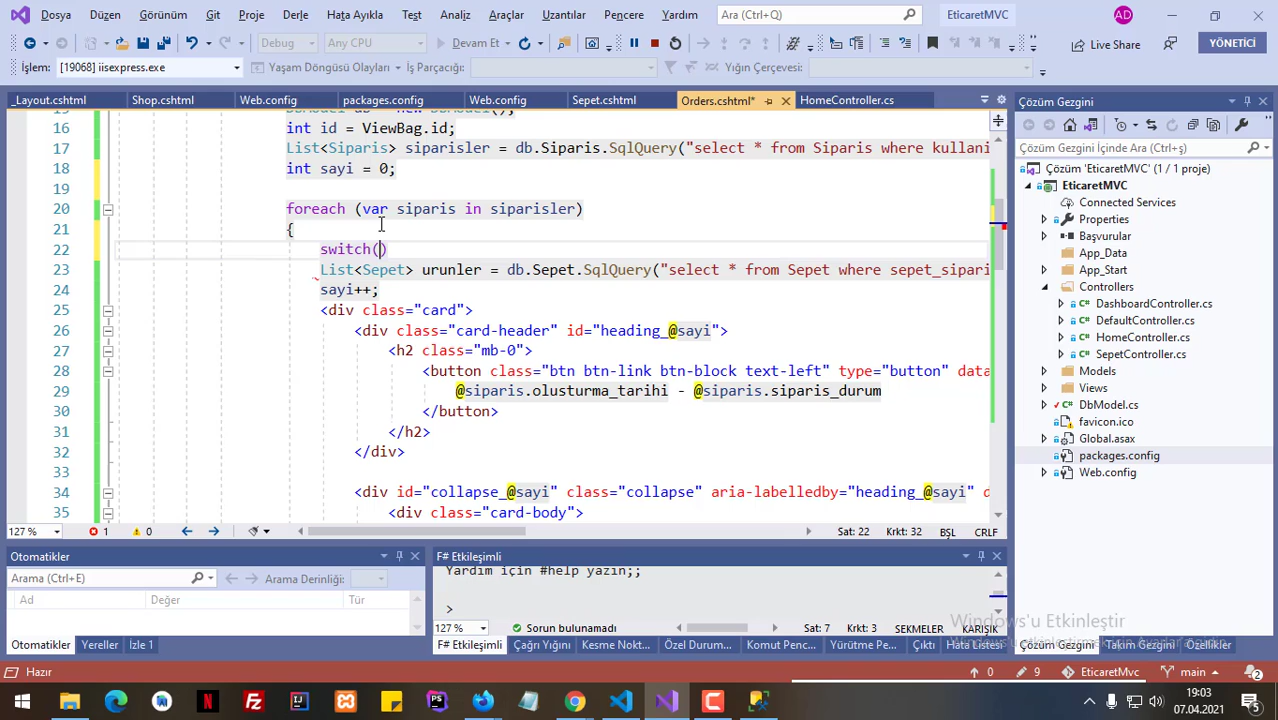 Dosya Düzen Görünüm Git Proje Derle Hata Ayıkla Test Analiz Araçlar Uzantılar Pencere Yardım Ara (Ctrl+Q) EticaretMVC AD
Debug Any CPU Devam Et Live Share YÖNETİCİ
İşlem: [19068] iisexpress.exe Yaşam Döngüsü Olayları İş Parçacığı: Yığın Çerçevesi:
_Layout.cshtml Shop.cshtml Web.config packages.config Web.config Sepet.cshtml Orders.cshtml* HomeController.cs
16 int id = ViewBag.id;
17 List<Siparis> siparisler = db.Siparis.SqlQuery("select * from Siparis where kullani
18 int sayi = 0;
19
20 foreach (var siparis in siparisler)
21 {
22 switch()
23 List<Sepet> urunler = db.Sepet.SqlQuery("select * from Sepet where sepet_sipari
24 sayi++;
25 <div class="card">
26 <div class="card-header" id="heading_@sayi">
27 <h2 class="mb-0">
28 <button class="btn btn-link btn-block text-left" type="button" data
29 @siparis.olusturma_tarihi - @siparis.siparis_durum
30 </button>
31 </h2>
32 </div>
33
34 <div id="collapse_@sayi" class="collapse" aria-labelledby="heading_@sayi" d
35 <div class="card-body">
127 % 1 0 Sat: 22 Krkt: 32 BŞL CRLF
Çözüm Gezgini
Çözüm Gezgini İçinde Ara (Ctrl+ş)
Çözüm 'EticaretMVC' (1 / 1 proje)
EticaretMVC
Connected Services
Properties
Başvurular
App_Data
App_Start
Controllers
DashboardController.cs
DefaultController.cs
HomeController.cs
SepetController.cs
Models
Views
DbModel.cs
favicon.ico
Global.asax
packages.config
Web.config
Otomatikler
Arama (Ctrl+E) Arama Derinliği:
Ad Değer Tür
Otomatikler Yereller İzle 1
F# Etkileşimli
Yardım için #help yazın;;
>
127 % Sorun bulunamadı Sat: 7 Krkt: 3 SEKMELER KARIŞIK
F# Etkileşimli Çağrı Yığını Kesme Nokt... Özel Durum... Komut Penc... Yürütme Pe... Çıktı Hata Listesi
Windows'u Etkinleştir
Windows'u etkinleştirmek için Ayarlar'a gidin.
Çözüm Gezgini Takım Gezgini Özellikler
Hazır 0 9 EticaretMvc main 2
19:03
07.04.2021
5